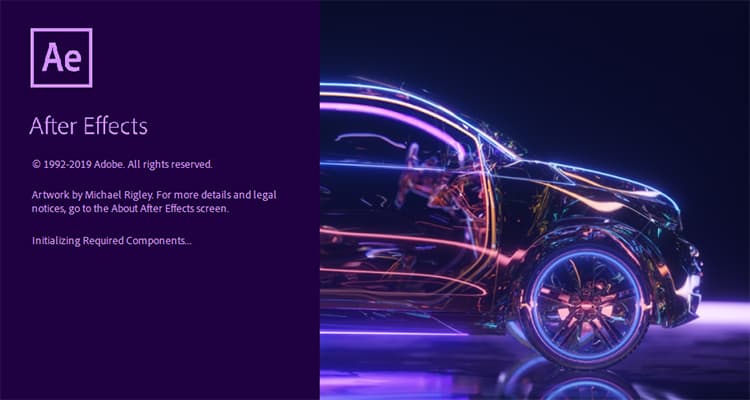 Ae
After Effects
© 1992-2019 Adobe. All rights reserved.
Artwork by Michael Rigley. For more details and legal
notices, go to the About After Effects screen.
Initializing Required Components...